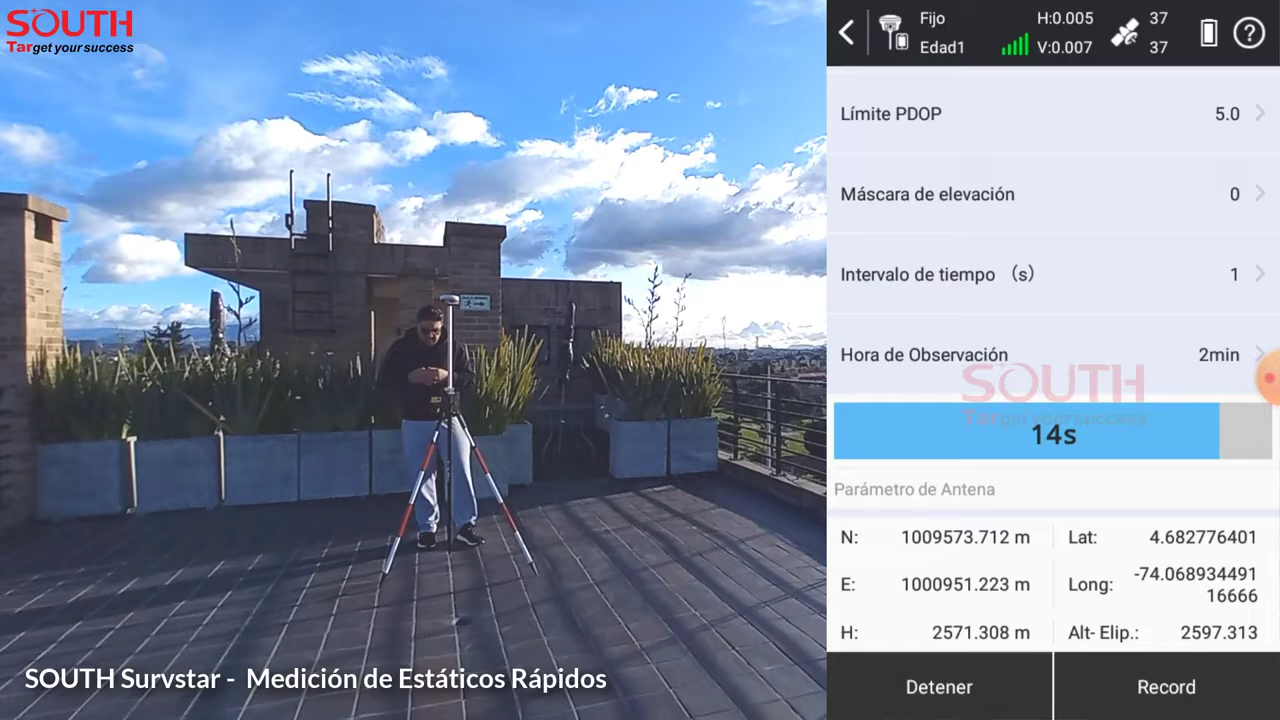 SOUTH
Target your success
SOUTH Survstar - Medición de Estáticos Rápidos
Fijo
Edad1
H:0.005
V:0.007
37
37
?
Límite PDOP 5.0
Máscara de elevación 0
Intervalo de tiempo (s) 1
Hora de Observación 2min
SOUTH
Target your success
14s
Parámetro de Antena
N: 1009573.712 m
Lat: 4.682776401
E: 1000951.223 m
Long: -74.068934491
16666
H: 2571.308 m
Alt- Elip.: 2597.313
Detener
Record